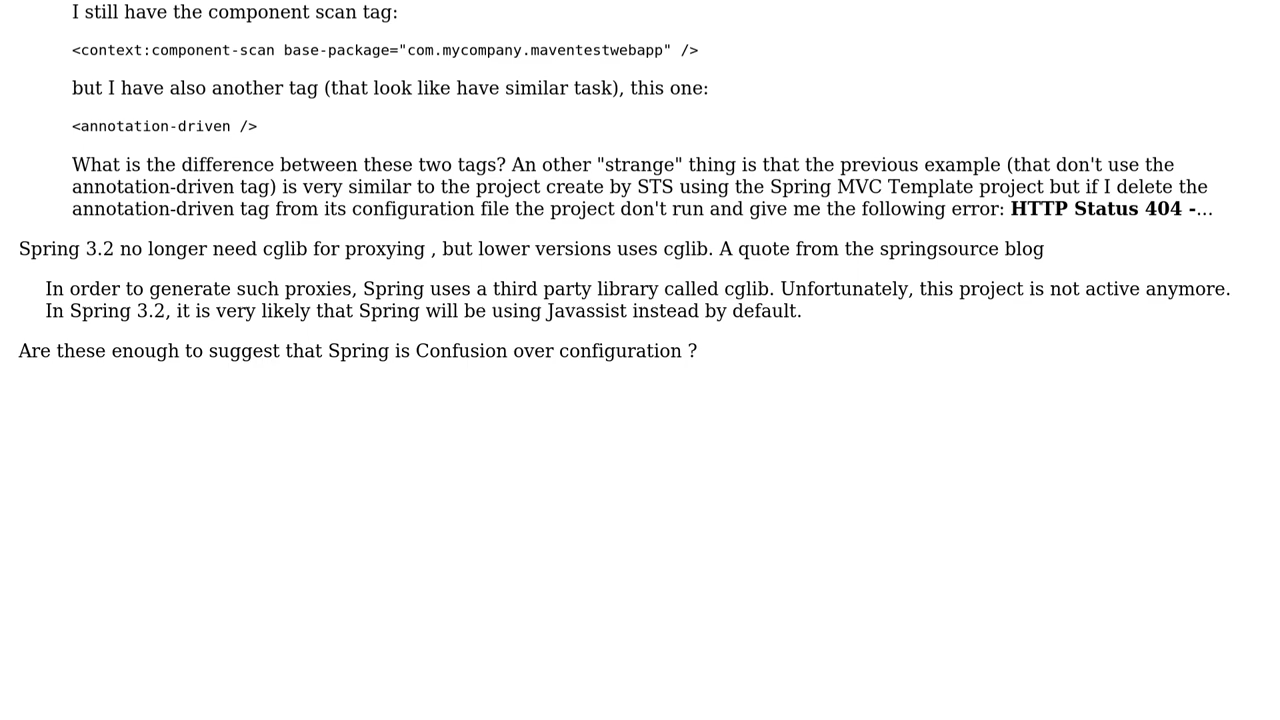 I still have the component scan tag:
<context:component-scan base-package="com.mycompany.maventestwebapp" />
but I have also another tag (that look like have similar task), this one:
<annotation-driven />
What is the difference between these two tags? An other "strange" thing is that the previous example (that don't use the
annotation-driven tag) is very similar to the project create by STS using the Spring MVC Template project but if I delete the
annotation-driven tag from its configuration file the project don't run and give me the following error: HTTP Status 404 -...
Spring 3.2 no longer need cglib for proxying , but lower versions uses cglib. A quote from the springsource blog
In order to generate such proxies, Spring uses a third party library called cglib. Unfortunately, this project is not active anymore.
In Spring 3.2, it is very likely that Spring will be using Javassist instead by default.
Are these enough to suggest that Spring is Confusion over configuration ?